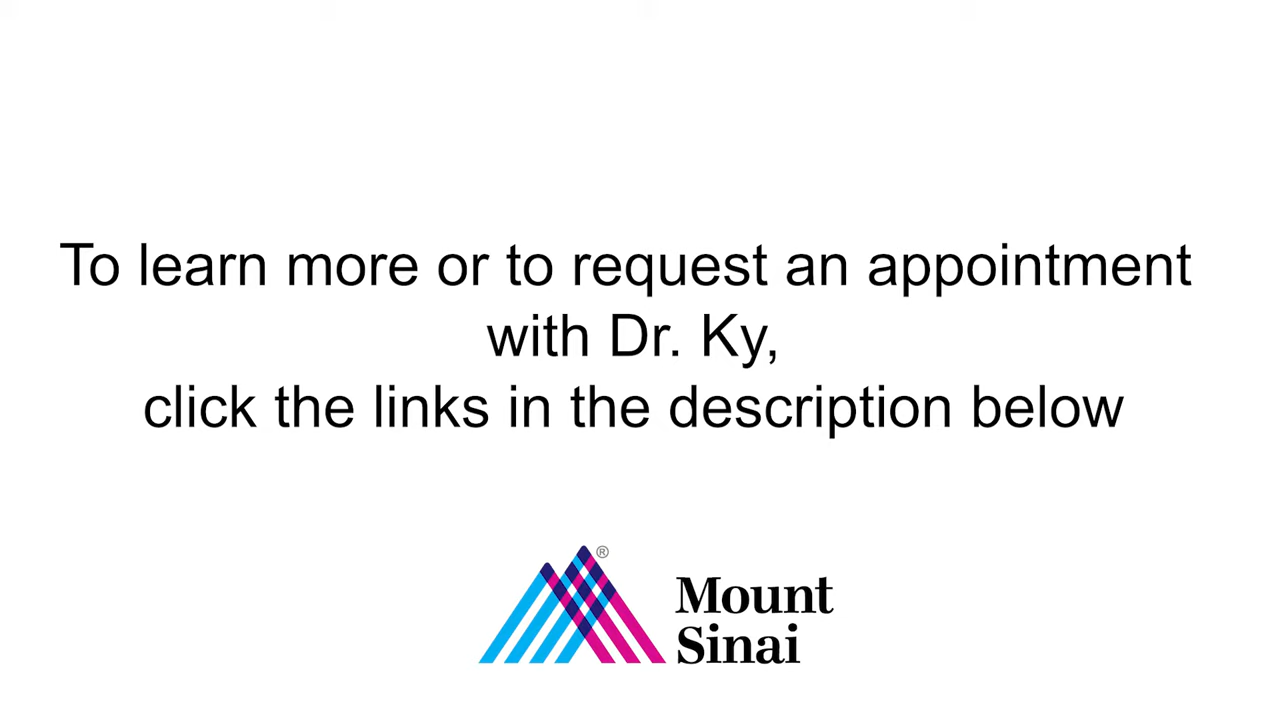 To learn more or to request an appointment
with Dr. Ky,
click the links in the description below
®
Mount
Sinai